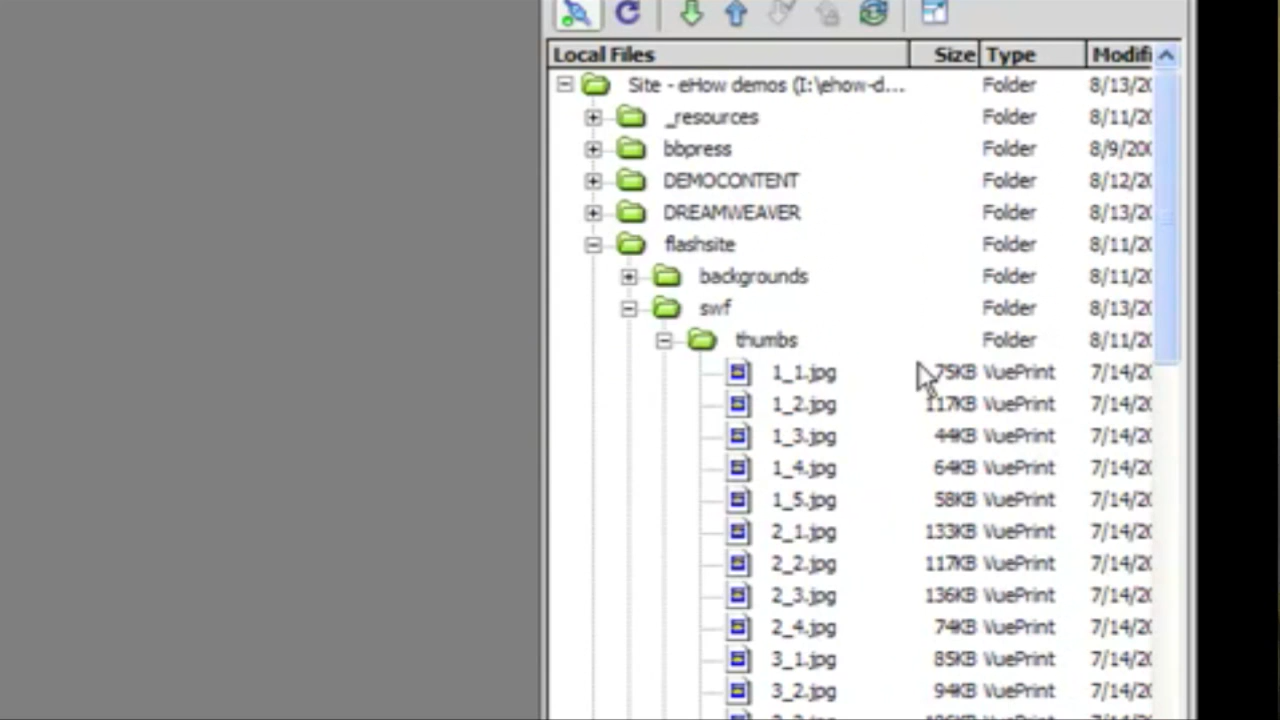 Local Files Size Type Modifi
Site - eHow demos (I:\ehow-d... Folder 8/13/20
_resources Folder 8/11/20
bbpress Folder 8/9/200
DEMOCONTENT Folder 8/12/20
DREAMWEAVER Folder 8/13/20
flashsite Folder 8/11/20
backgrounds Folder 8/11/20
swf Folder 8/13/20
thumbs Folder 8/11/20
1_1.jpg 75KB VuePrint 7/14/20
1_2.jpg 117KB VuePrint 7/14/20
1_3.jpg 44KB VuePrint 7/14/20
1_4.jpg 64KB VuePrint 7/14/20
1_5.jpg 58KB VuePrint 7/14/20
2_1.jpg 133KB VuePrint 7/14/20
2_2.jpg 117KB VuePrint 7/14/20
2_3.jpg 136KB VuePrint 7/14/20
2_4.jpg 74KB VuePrint 7/14/20
3_1.jpg 85KB VuePrint 7/14/20
3_2.jpg 94KB VuePrint 7/14/20